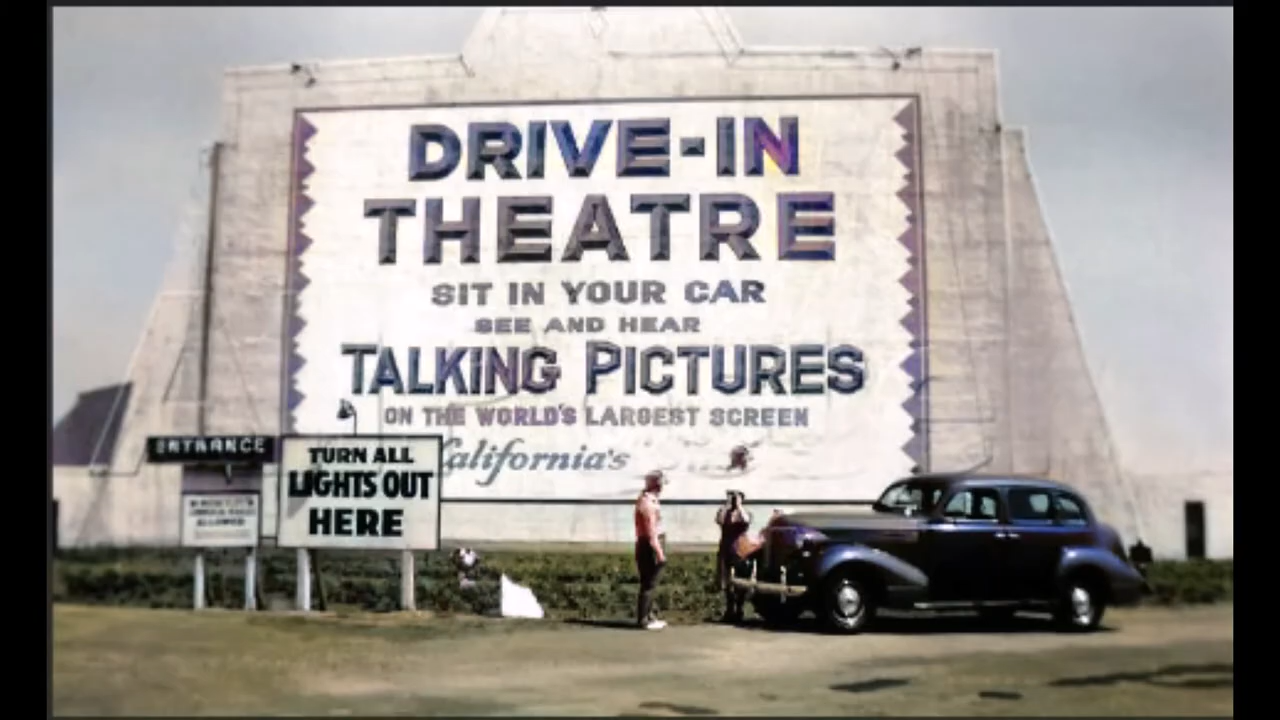 DRIVE-IN
THEATRE
SIT IN YOUR CAR
SEE AND HEAR
TALKING PICTURES
ON THE WORLD'S LARGEST SCREEN
California's
ENTRANCE
ALLOWED
TURN ALL
LIGHTS OUT
HERE